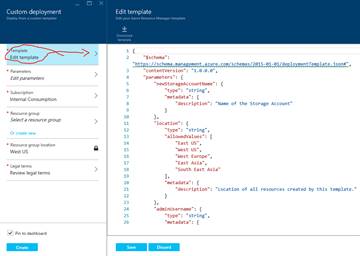 Custom deployment
Deploy from a custom template
* Template
Edit template
* Parameters
Edit parameters
* Subscription
Internal Consumption
* Resource group
Select a resource group
Or create new
* Resource group location
West US
* Legal terms
Review legal terms
Pin to dashboard
Create
Edit template
Edit your Azure Resource Manager template
Download
Template
1 {
2 "$schema":
"https://schema.management.azure.com/schemas/2015-01-01/deploymentTemplate.json#",
3 "contentVersion": "1.0.0.0",
4 "parameters": {
5 "newStorageAccountName": {
6 "type": "string",
7 "metadata": {
8 "description": "Name of the Storage Account"
9 }
10 },
11 "location": {
12 "type": "string",
13 "allowedValues": [
14 "East US",
15 "West US",
16 "West Europe",
17 "East Asia",
18 "South East Asia"
19 ],
20 "metadata": {
21 "description": "Location of all resources created by this template."
22 }
23 },
24 "adminUsername": {
25 "type": "string",
26 "metadata": {
Save
Discard